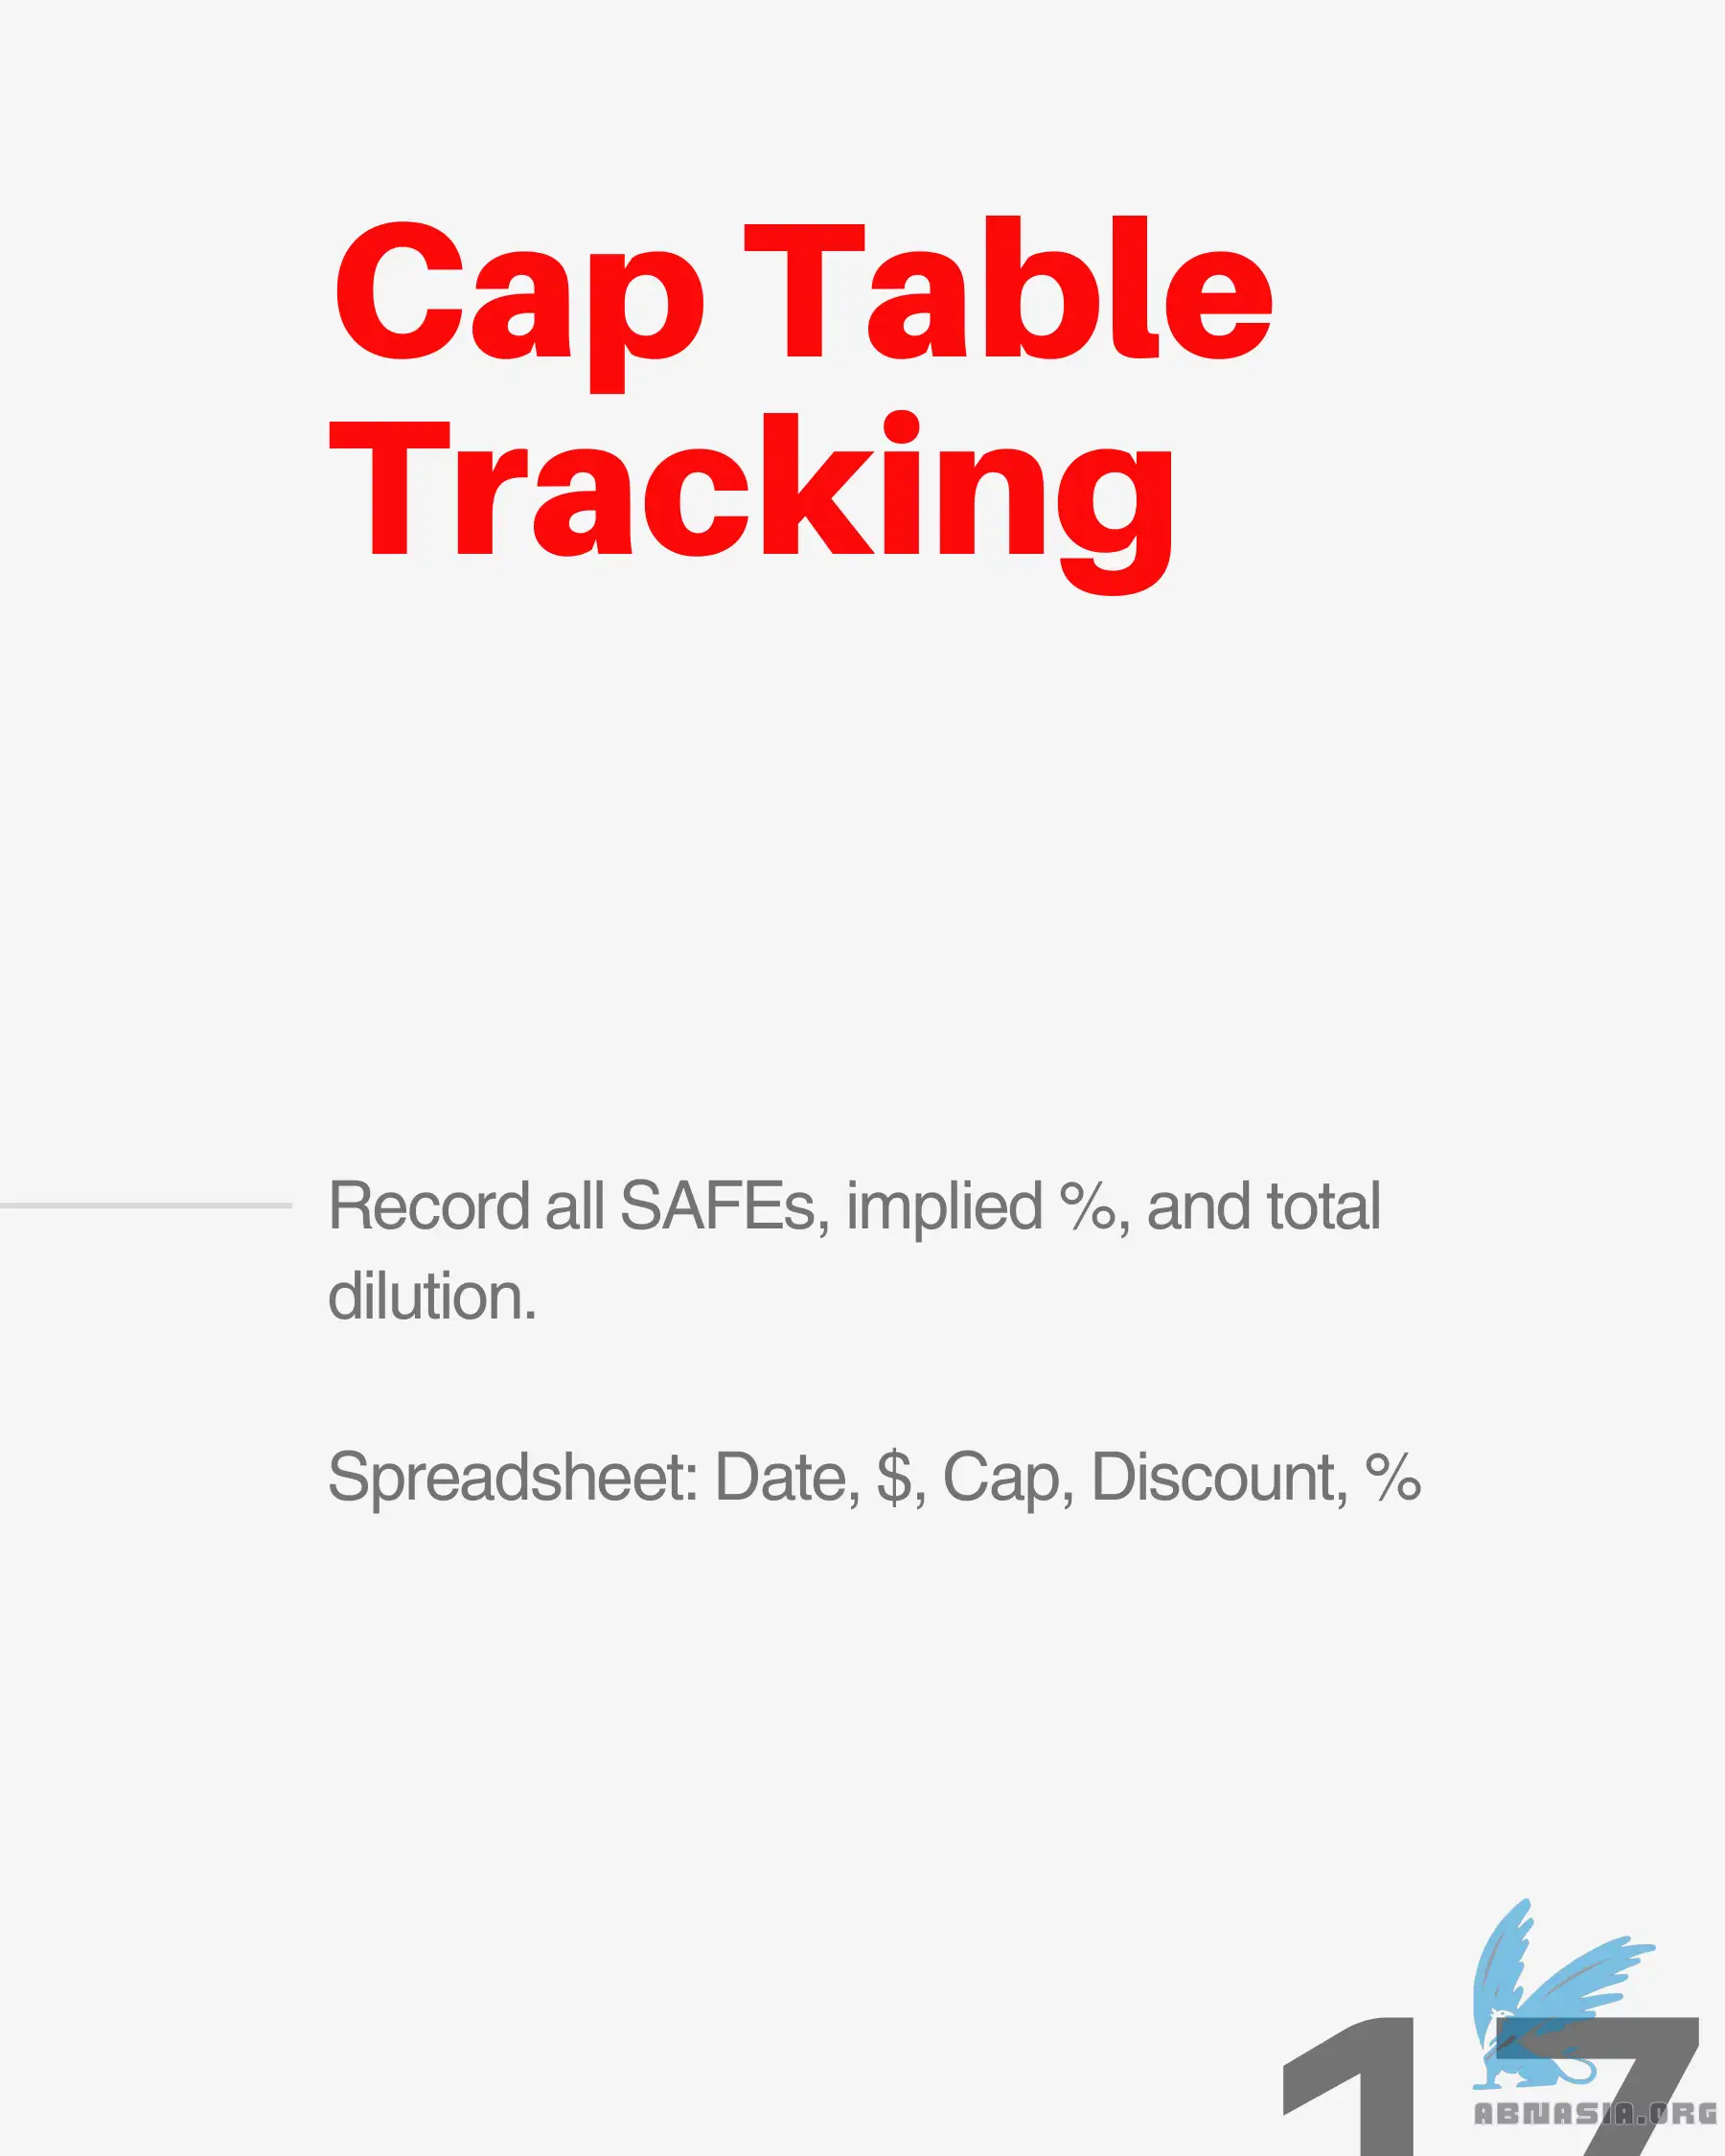 Cap Table
Tracking
Record all SAFEs, implied %, and total
dilution.
Spreadsheet: Date, $, Cap, Discount, %
17
ABNASIA.ORG